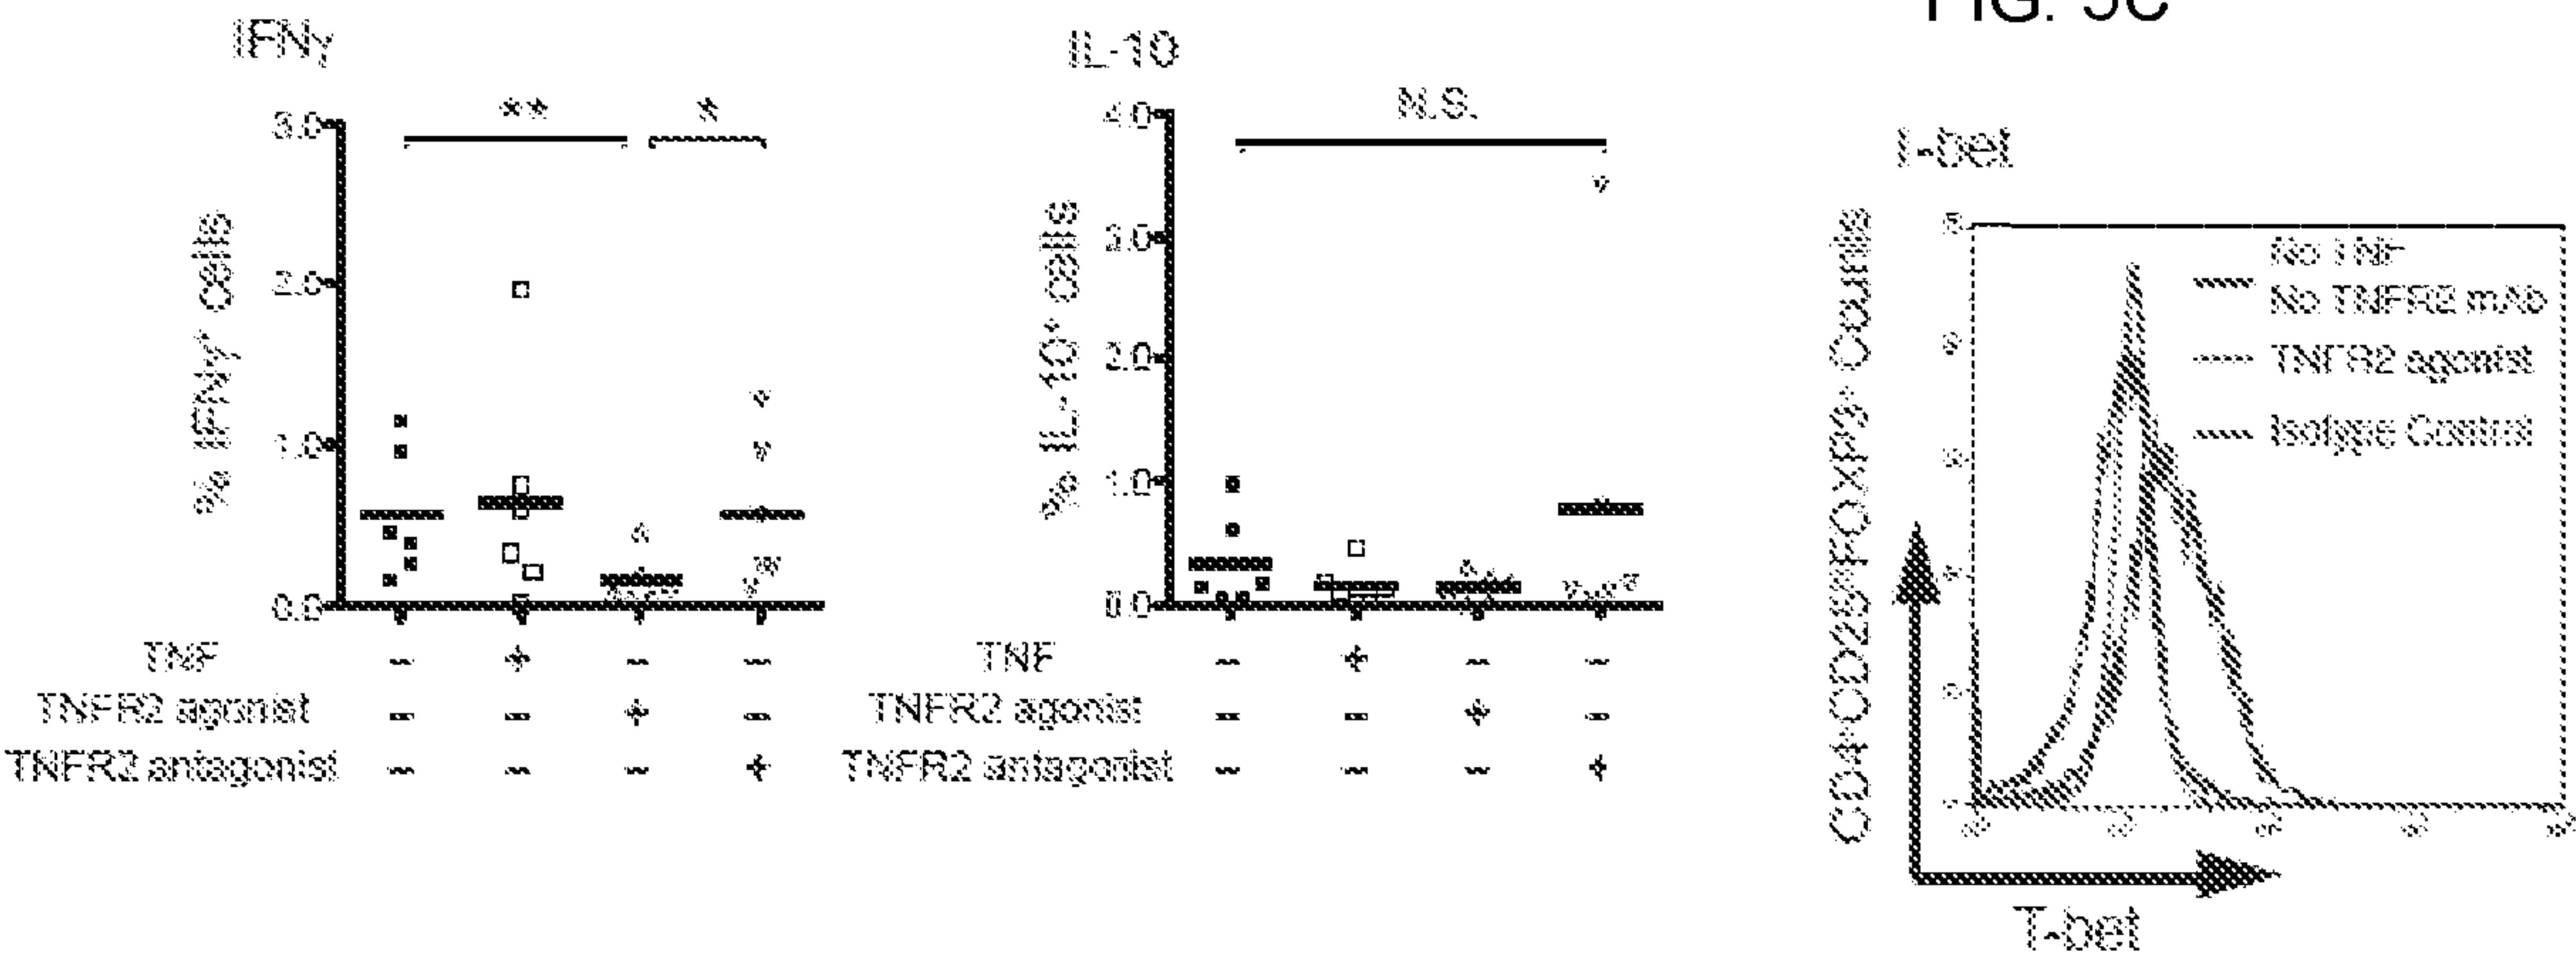 FIG. 5C
IFNγ
** *
3.0
2.0
1.0
0.0
% IFNγ+ cells
TNF – + – –
TNFR2 agonist – – + –
TNFR2 antagonist – – – +
IL-10
N.S.
4.0
3.0
2.0
1.0
0.0
% IL-10+ cells
TNF – + – –
TNFR2 agonist – – + –
TNFR2 antagonist – – – +
T-bet
No TNF
No TNFR2 mAb
TNFR2 agonist
Isotype Control
CD4+CD25hiFOXP3+ Counts
T-bet